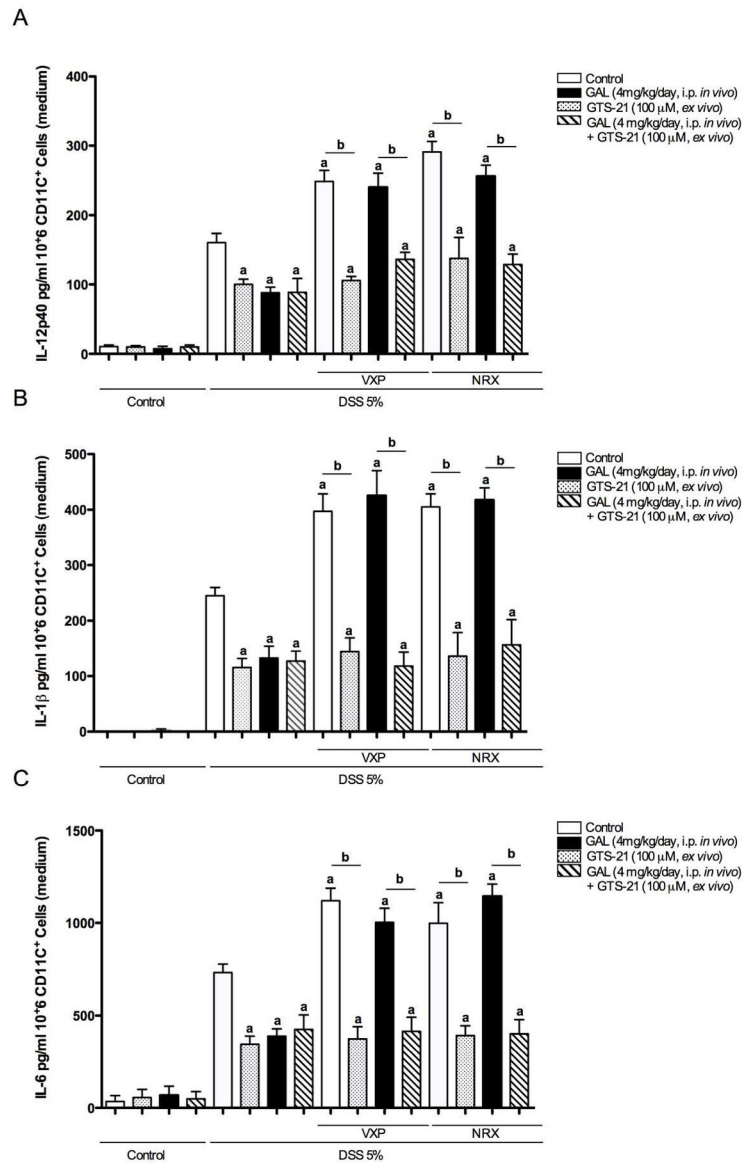 A
IL-12p40 pg/ml 10^6 CD11C⁺ Cells (medium)
400
300
200
100
0
a a a a a a a a a a a
b b b b
Control
GAL (4mg/kg/day, i.p. in vivo)
GTS-21 (100 µM, ex vivo)
GAL (4 mg/kg/day, i.p. in vivo)
+ GTS-21 (100 µM, ex vivo)
VXP NRX
Control DSS 5%
B
IL-1β pg/ml 10^6 CD11C⁺ Cells (medium)
500
400
300
200
100
0
a a a a a a a a a a a
b b b b
Control
GAL (4mg/kg/day, i.p. in vivo)
GTS-21 (100 µM, ex vivo)
GAL (4 mg/kg/day, i.p. in vivo)
+ GTS-21 (100 µM, ex vivo)
VXP NRX
Control DSS 5%
C
IL-6 pg/ml 10^6 CD11C⁺ Cells (medium)
1500
1000
500
0
a a a a a a a a a a a
b b b b
Control
GAL (4mg/kg/day, i.p. in vivo)
GTS-21 (100 µM, ex vivo)
GAL (4 mg/kg/day, i.p. in vivo)
+ GTS-21 (100 µM, ex vivo)
VXP NRX
Control DSS 5%